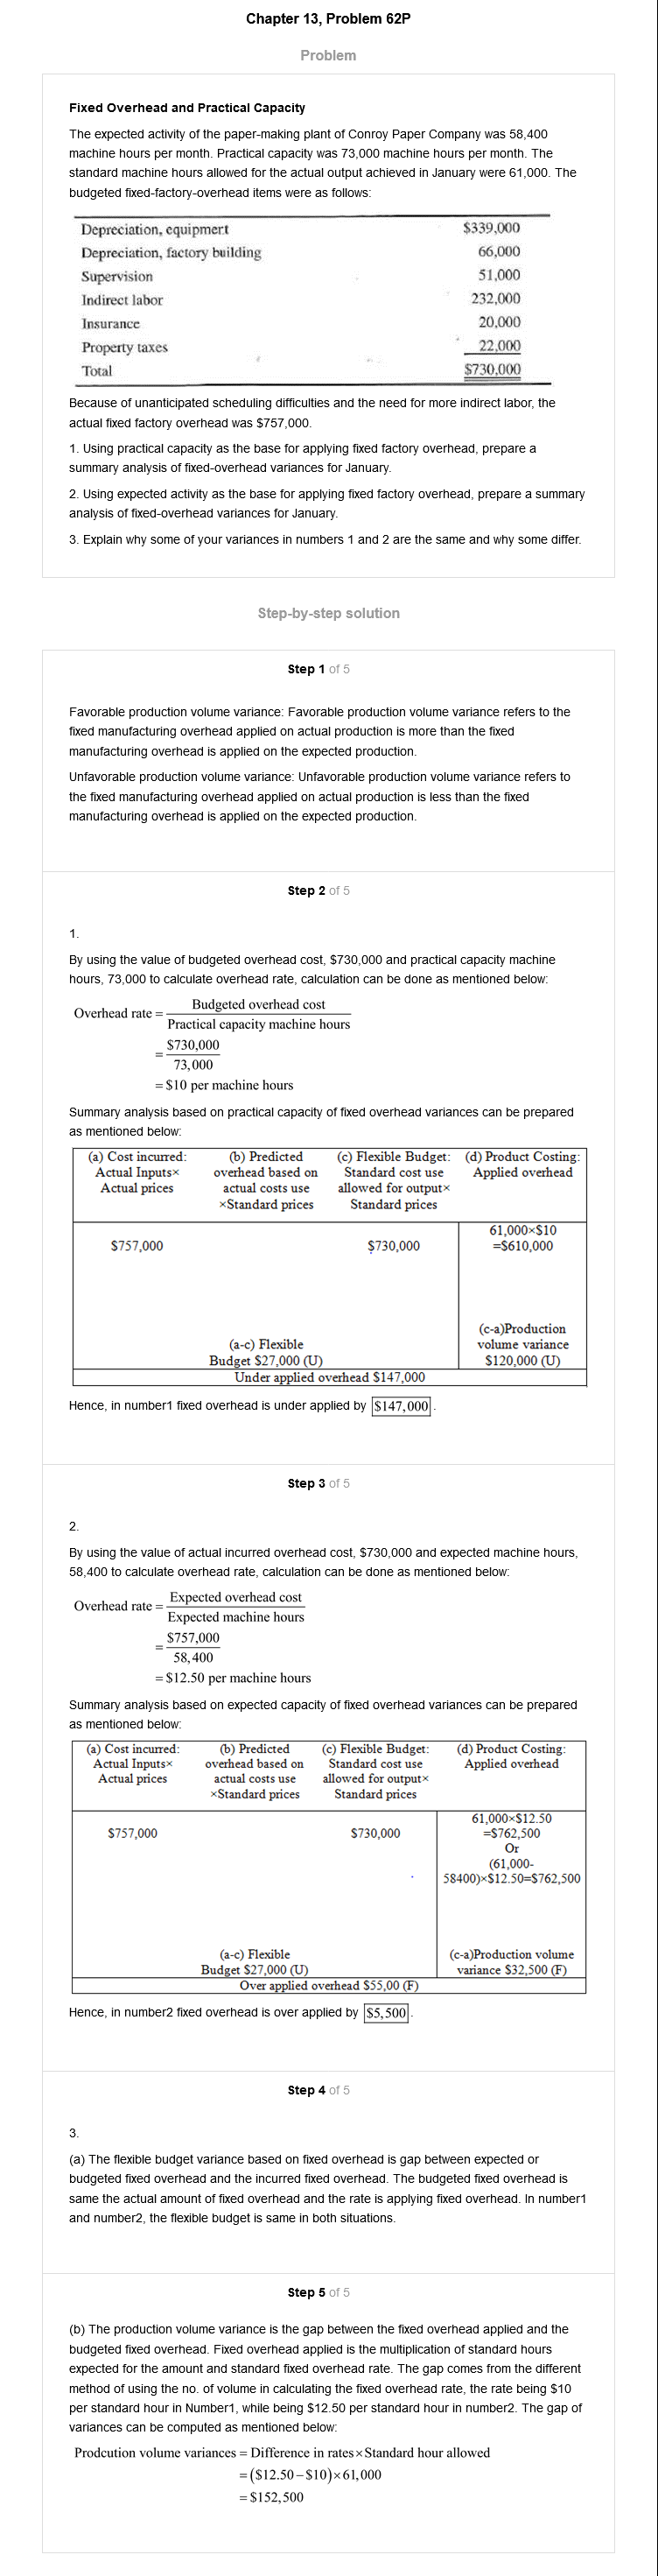 Chapter 13, Problem 62P
Problem
Fixed Overhead and Practical Capacity
The expected activity of the paper-making plant of Conroy Paper Company was 58,400
machine hours per month. Practical capacity was 73,000 machine hours per month. The
standard machine hours allowed for the actual output achieved in January were 61,000. The
budgeted fixed-factory-overhead items were as follows:
Depreciation, equipment $339,000
Depreciation, factory building 66,000
Supervision 51,000
Indirect labor 232,000
Insurance 20,000
Property taxes 22,000
Total $730,000
Because of unanticipated scheduling difficulties and the need for more indirect labor, the
actual fixed factory overhead was $757,000.
1. Using practical capacity as the base for applying fixed factory overhead, prepare a
summary analysis of fixed-overhead variances for January.
2. Using expected activity as the base for applying fixed factory overhead, prepare a summary
analysis of fixed-overhead variances for January.
3. Explain why some of your variances in numbers 1 and 2 are the same and why some differ.
Step-by-step solution
Step 1 of 5
Favorable production volume variance: Favorable production volume variance refers to the
fixed manufacturing overhead applied on actual production is more than the fixed
manufacturing overhead is applied on the expected production.
Unfavorable production volume variance: Unfavorable production volume variance refers to
the fixed manufacturing overhead applied on actual production is less than the fixed
manufacturing overhead is applied on the expected production.
Step 2 of 5
1.
By using the value of budgeted overhead cost, $730,000 and practical capacity machine
hours, 73,000 to calculate overhead rate, calculation can be done as mentioned below:
Overhead rate = Budgeted overhead cost
Practical capacity machine hours
= $730,000
73,000
= $10 per machine hours
Summary analysis based on practical capacity of fixed overhead variances can be prepared
as mentioned below:
(a) Cost incurred: (b) Predicted (c) Flexible Budget: (d) Product Costing:
Actual Inputs× overhead based on Standard cost use Applied overhead
Actual prices actual costs use allowed for output×
×Standard prices Standard prices
61,000×$10
$757,000 $730,000 =$610,000
(c-a)Production
(a-c) Flexible volume variance
Budget $27,000 (U) $120,000 (U)
Under applied overhead $147,000
Hence, in number1 fixed overhead is under applied by $147,000.
Step 3 of 5
2.
By using the value of actual incurred overhead cost, $730,000 and expected machine hours,
58,400 to calculate overhead rate, calculation can be done as mentioned below:
Overhead rate = Expected overhead cost
Expected machine hours
= $757,000
58,400
= $12.50 per machine hours
Summary analysis based on expected capacity of fixed overhead variances can be prepared
as mentioned below:
(a) Cost incurred: (b) Predicted (c) Flexible Budget: (d) Product Costing:
Actual Inputs× overhead based on Standard cost use Applied overhead
Actual prices actual costs use allowed for output×
×Standard prices Standard prices
61,000×$12.50
$757,000 $730,000 =$762,500
Or
(61,000-
58400)×$12.50=$762,500
(a-c) Flexible (c-a)Production volume
Budget $27,000 (U) variance $32,500 (F)
Over applied overhead $55,00 (F)
Hence, in number2 fixed overhead is over applied by $5,500.
Step 4 of 5
3.
(a) The flexible budget variance based on fixed overhead is gap between expected or
budgeted fixed overhead and the incurred fixed overhead. The budgeted fixed overhead is
same the actual amount of fixed overhead and the rate is applying fixed overhead. In number1
and number2, the flexible budget is same in both situations.
Step 5 of 5
(b) The production volume variance is the gap between the fixed overhead applied and the
budgeted fixed overhead. Fixed overhead applied is the multiplication of standard hours
expected for the amount and standard fixed overhead rate. The gap comes from the different
method of using the no. of volume in calculating the fixed overhead rate, the rate being $10
per standard hour in Number1, while being $12.50 per standard hour in number2. The gap of
variances can be computed as mentioned below:
Prodcution volume variances = Difference in rates×Standard hour allowed
= ($12.50–$10)×61,000
= $152,500